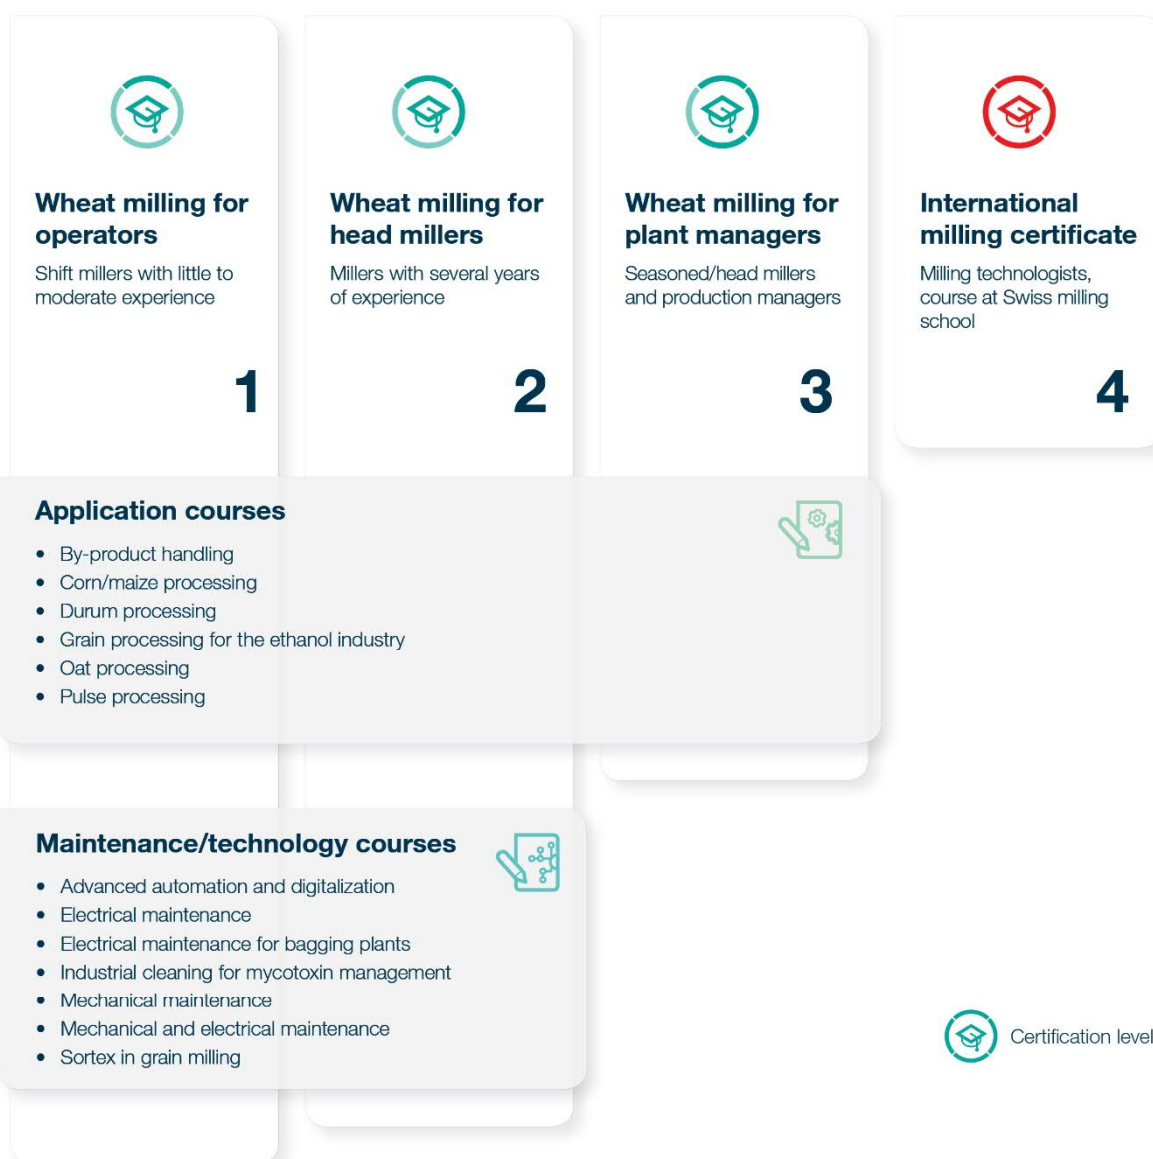 Wheat milling for
operators
Shift millers with little to
moderate experience
1
Wheat milling for
head millers
Millers with several years
of experience
2
Wheat milling for
plant managers
Seasoned/head millers
and production managers
3
International
milling certificate
Milling technologists,
course at Swiss milling
school
4
Application courses
• By-product handling
• Corn/maize processing
• Durum processing
• Grain processing for the ethanol industry
• Oat processing
• Pulse processing
Maintenance/technology courses
• Advanced automation and digitalization
• Electrical maintenance
• Electrical maintenance for bagging plants
• Industrial cleaning for mycotoxin management
• Mechanical maintenance
• Mechanical and electrical maintenance
• Sortex in grain milling
Certification level